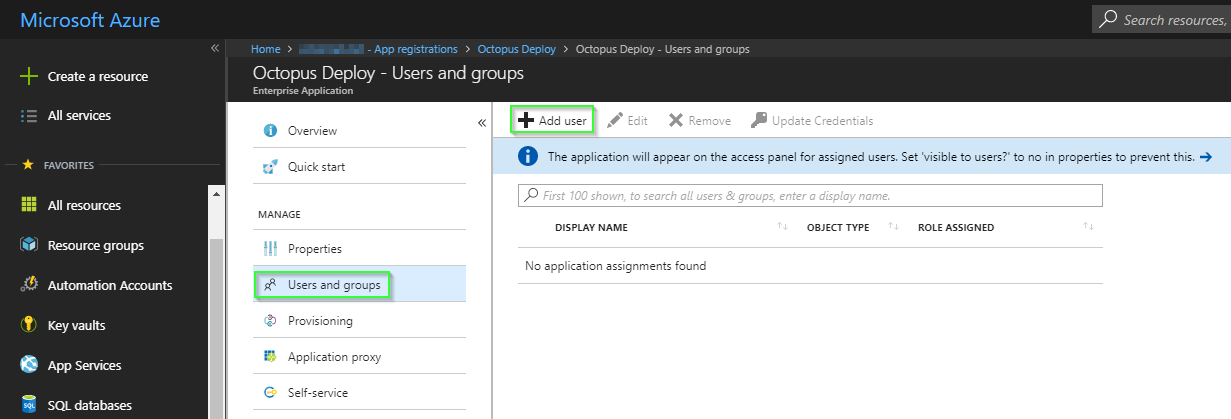 Microsoft Azure
Search resources,
«
Home > - App registrations > Octopus Deploy > Octopus Deploy - Users and groups
Create a resource
All services
FAVORITES
All resources
Resource groups
Automation Accounts
Key vaults
App Services
SQL databases
Octopus Deploy - Users and groups
Enterprise Application
«
Overview
Quick start
MANAGE
Properties
Users and groups
Provisioning
Application proxy
Self-service
Add user Edit Remove Update Credentials
The application will appear on the access panel for assigned users. Set 'visible to users?' to no in properties to prevent this. →
First 100 shown, to search all users & groups, enter a display name.
DISPLAY NAME ↑↓ OBJECT TYPE ↑↓ ROLE ASSIGNED ↑↓
No application assignments found